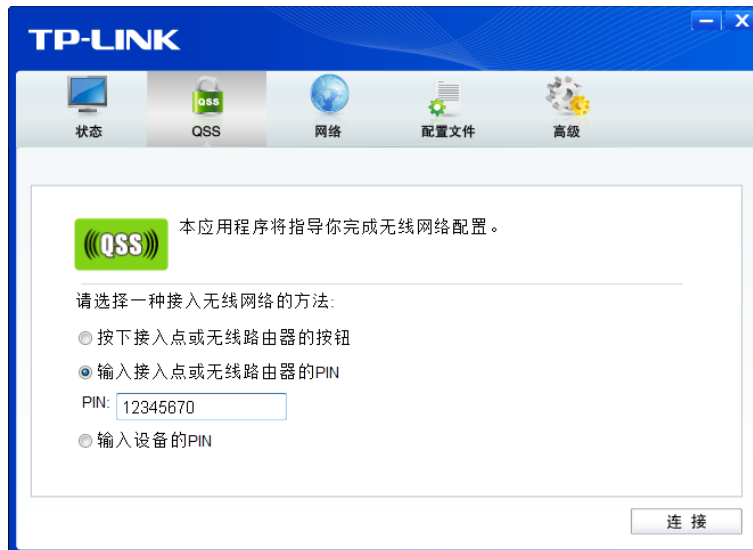 TP-LINK
QSS
状态 QSS 网络 配置文件 高级
QSS
本应用程序将指导你完成无线网络配置。
请选择一种接入无线网络的方法:
按下接入点或无线路由器的按钮
输入接入点或无线路由器的PIN
PIN: 12345670
输入设备的PIN
连 接